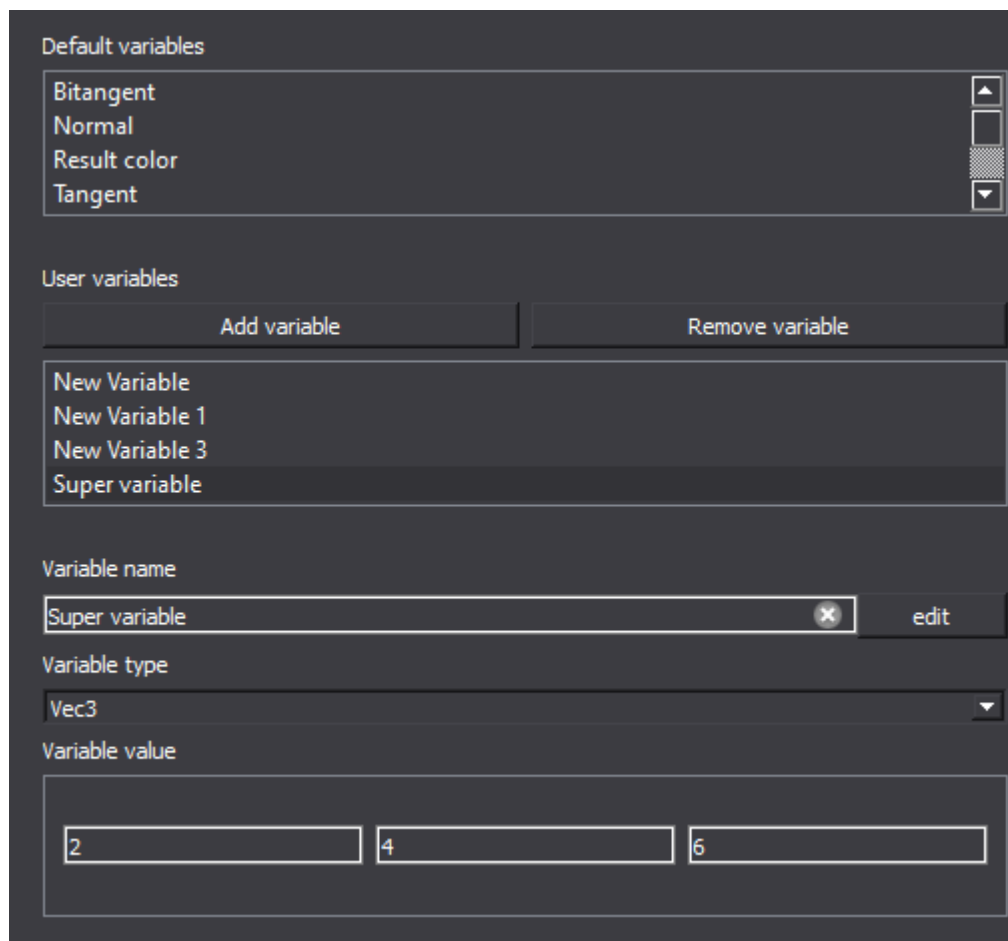 Default variables
Bitangent
Normal
Result color
Tangent
User variables
Add variable Remove variable
New Variable
New Variable 1
New Variable 3
Super variable
Variable name
Super variable edit
Variable type
Vec3
Variable value
2 4 6